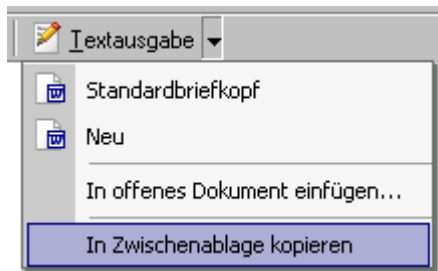 Textausgabe
Standardbriefkopf
Neu
In offenes Dokument einfügen...
In Zwischenablage kopieren